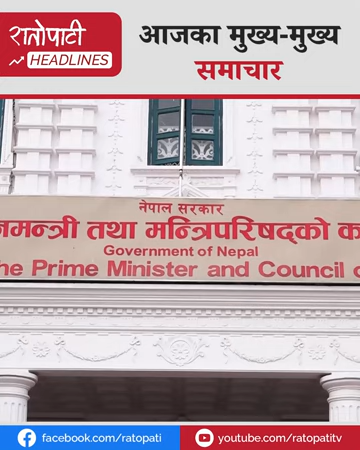 रातोपाटी
HEADLINES
आजका मुख्य-मुख्य
समाचार
नेपाल सरकार
मन्त्री तथा मन्त्रिपरिषद्को
Government of Nepal
he Prime Minister and Council
facebook.com/ratopati
youtube.com/ratopatitv